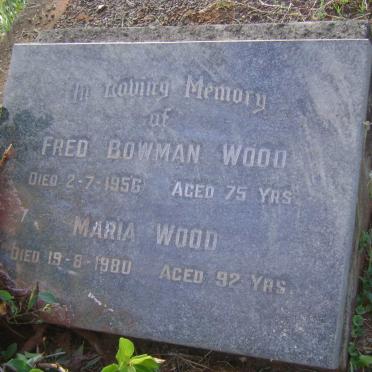 In Loving Memory
of
FRED BOWMAN WOOD
DIED 2-7-1956 AGED 75 YRS
MARIA WOOD
DIED 19-8-1980 AGED 92 YRS